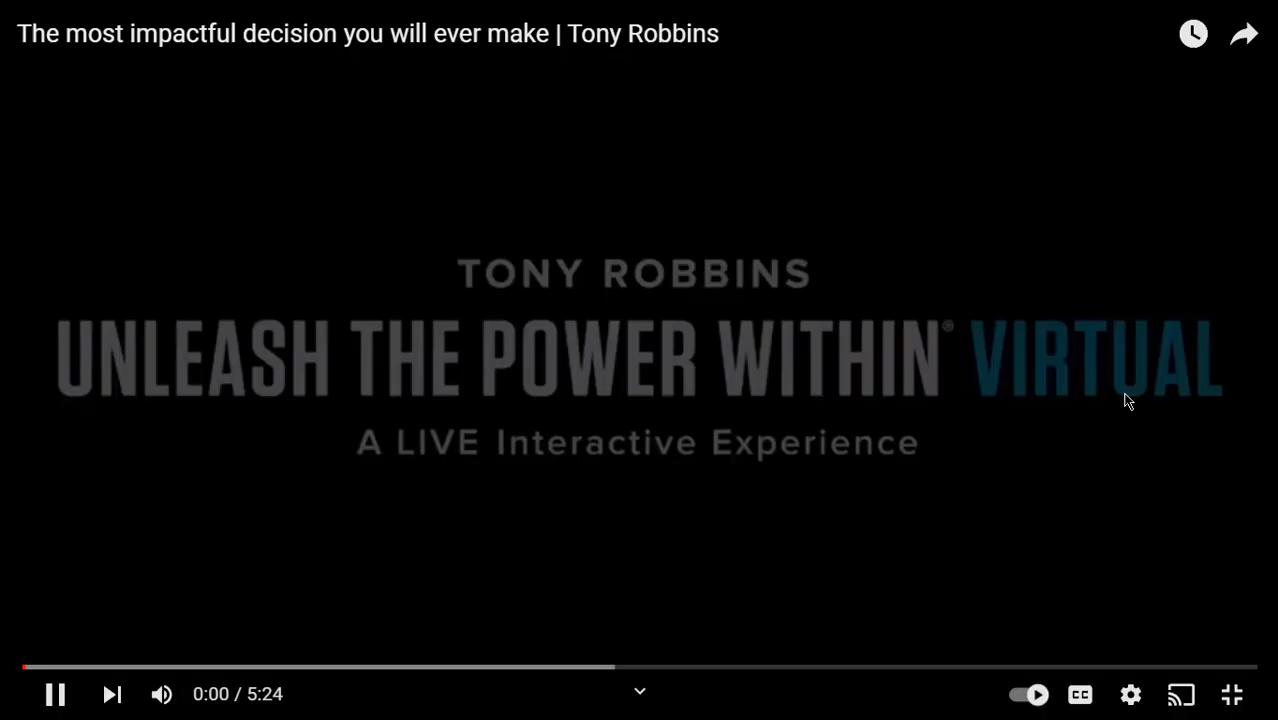 The most impactful decision you will ever make | Tony Robbins
TONY ROBBINS
UNLEASH THE POWER WITHIN® VIRTUAL
A LIVE Interactive Experience
0:00 / 5:24
CC